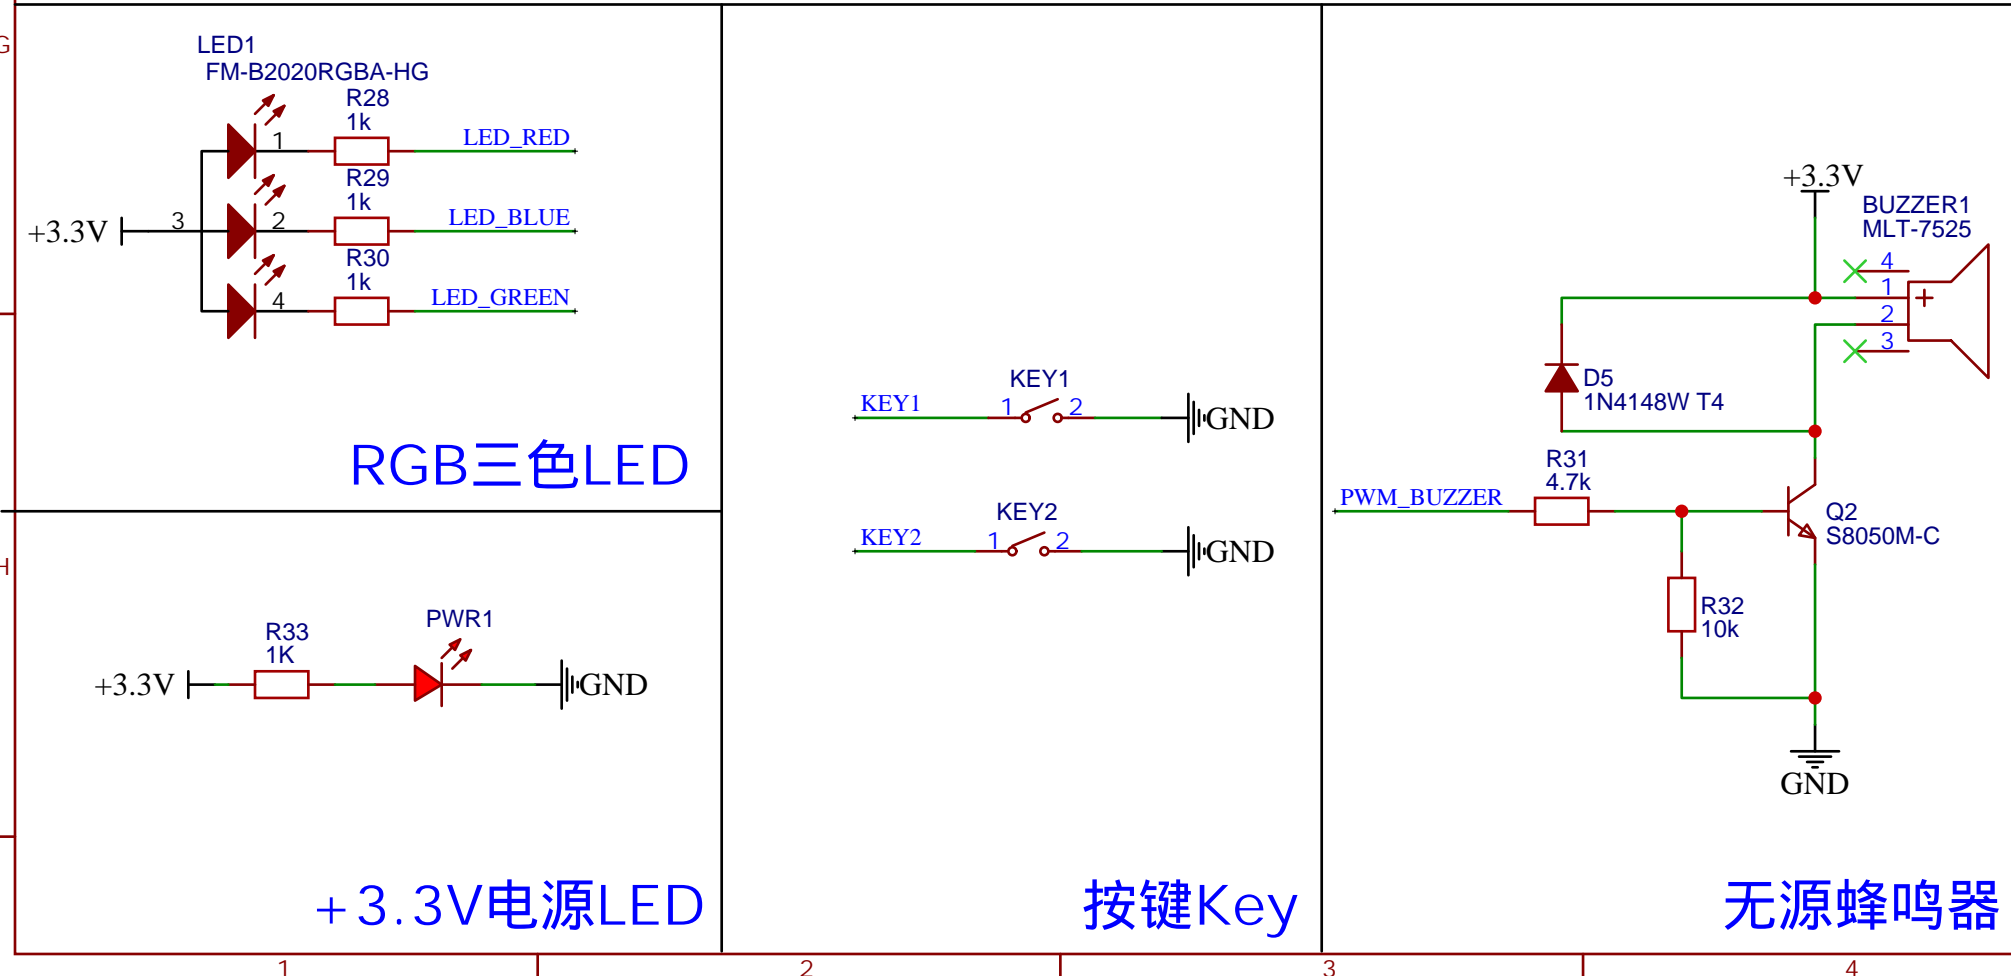 G
LED1
FM-B2020RGBA-HG
R28
1k
1
LED_RED
R29
1k
+3.3V
3
2
LED_BLUE
R30
1k
4
LED_GREEN
RGB三色LED
H
R33
1K
PWR1
+3.3V
GND
+3.3V电源LED
KEY1
KEY1
1
2
GND
KEY2
KEY2
1
2
GND
按键Key
+3.3V
BUZZER1
MLT-7525
4
1
+
2
3
D5
1N4148W T4
R31
4.7k
PWM_BUZZER
Q2
S8050M-C
R32
10k
GND
无源蜂鸣器
1
2
3
4